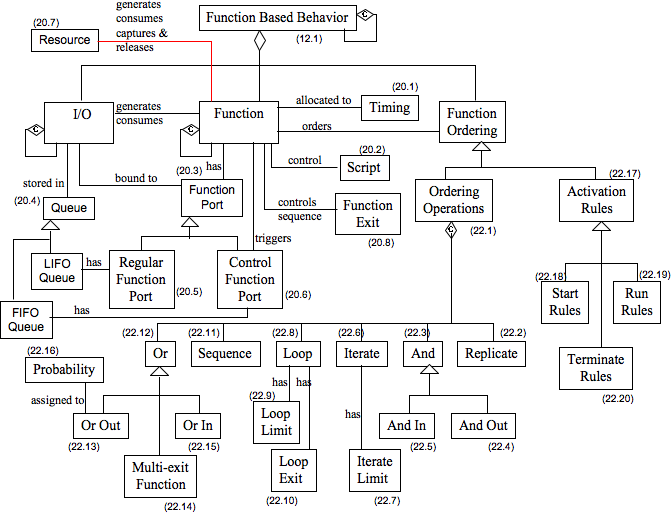 generates
consumes
(20.7)
captures &
releases
Resource
Function Based Behavior
C
(12.1)
I/O
C
generates
consumes
Function
C
allocated to
(20.1)
Timing
orders
Function
Ordering
(20.2)
control
Script
(20.3)
has
bound to
stored in
(20.4)
Queue
Function
Port
controls
sequence
Function
Exit
(20.8)
Ordering
Operations
(22.1)
C
(22.17)
Activation
Rules
triggers
LIFO
Queue
has
Regular
Function
Port
(20.5)
Control
Function
Port
(20.6)
has
FIFO
Queue
(22.18)
Start
Rules
(22.19)
Run
Rules
Terminate
Rules
(22.20)
(22.12)
Or
(22.11)
Sequence
(22.8)
Loop
(22.6)
Iterate
(22.3)
And
(22.2)
Replicate
(22.16)
Probability
assigned to
Or Out
(22.13)
Or In
(22.15)
Multi-exit
Function
(22.14)
has
has
(22.9)
Loop
Limit
Loop
Exit
(22.10)
has
Iterate
Limit
(22.7)
And In
(22.5)
And Out
(22.4)